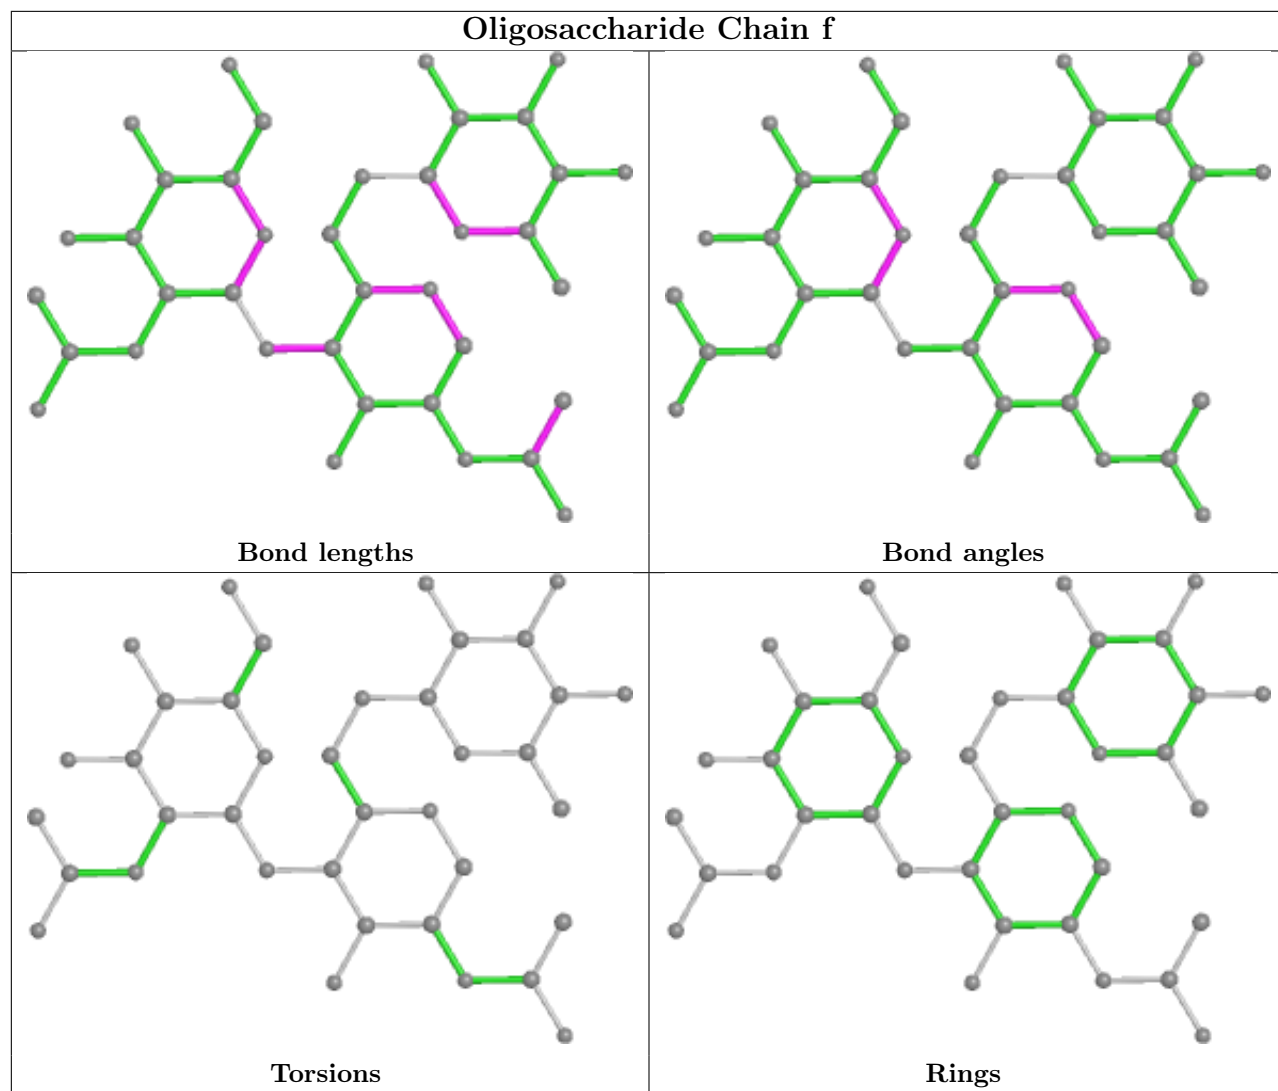 Oligosaccharide Chain f
Bond lengths
Bond angles
Torsions
Rings